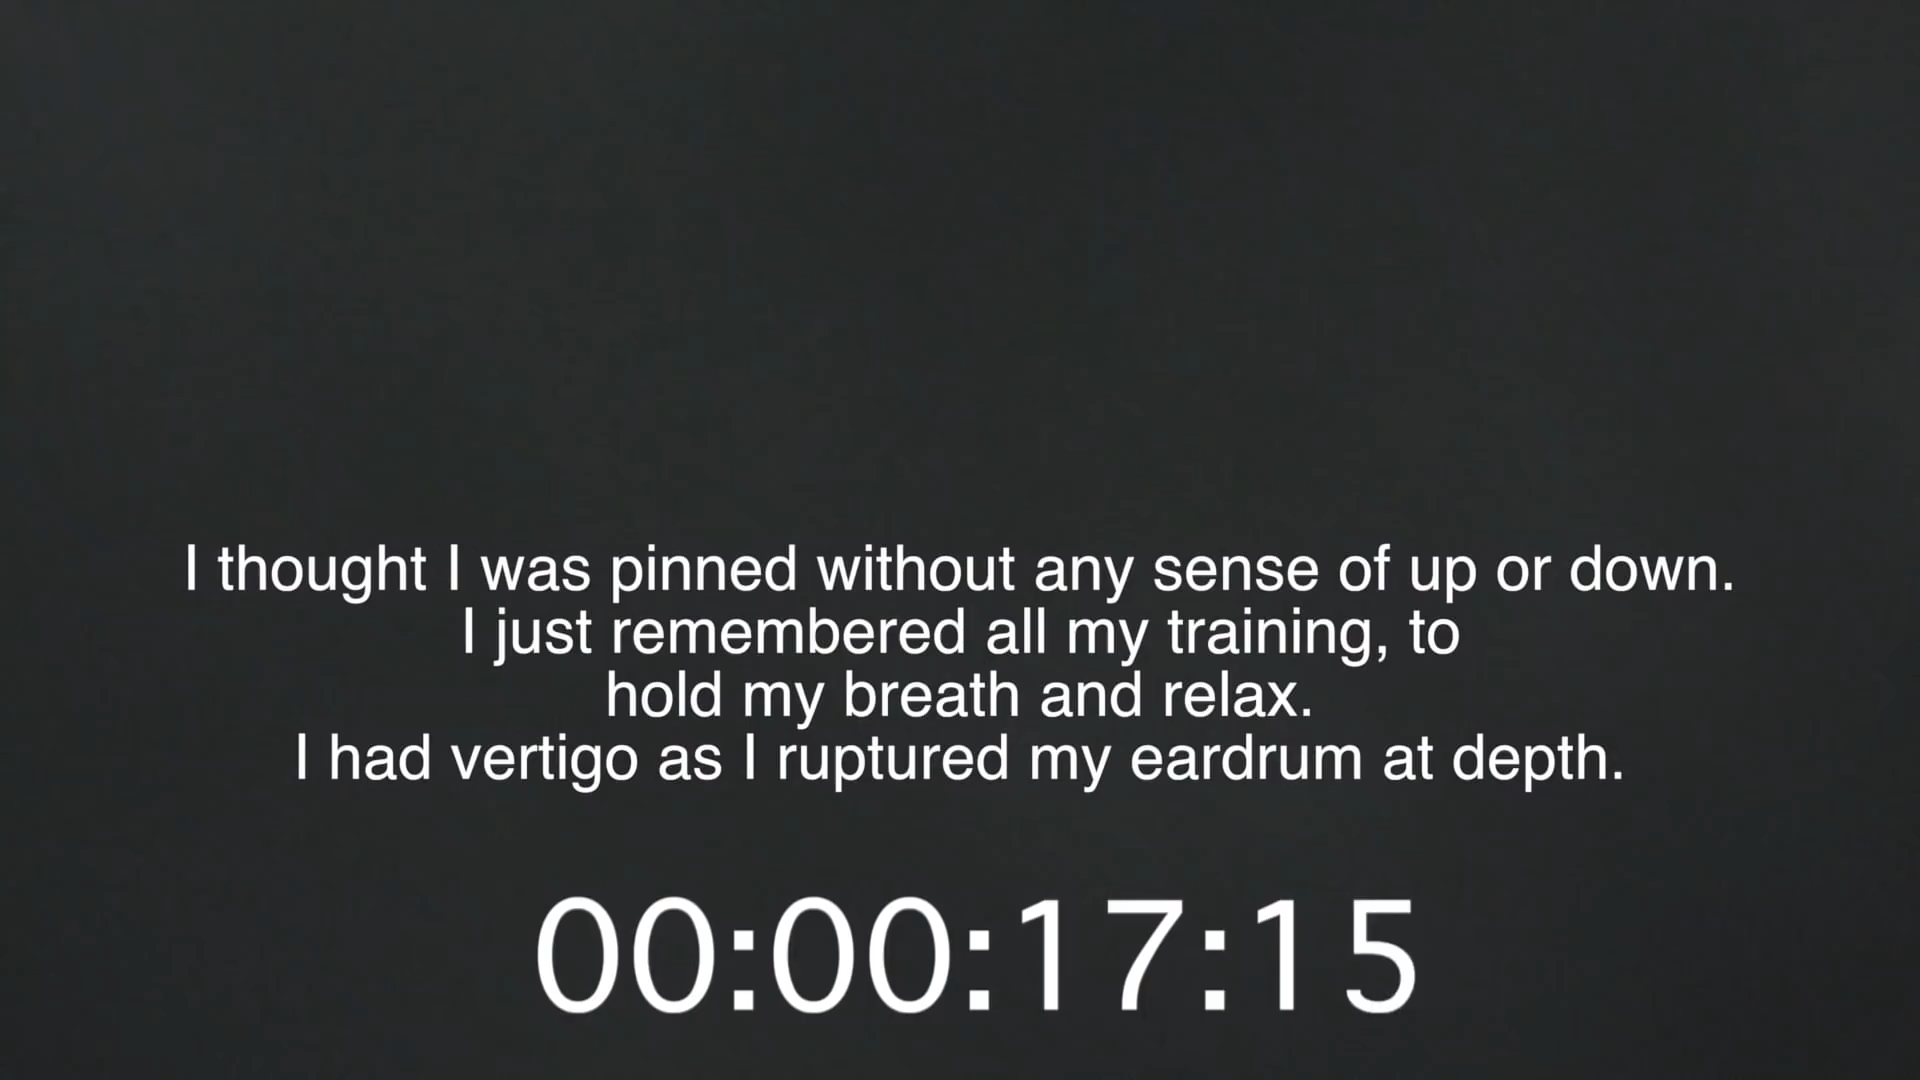 I thought I was pinned without any sense of up or down.
I just remembered all my training, to
hold my breath and relax.
I had vertigo as I ruptured my eardrum at depth.
00:00:17:15